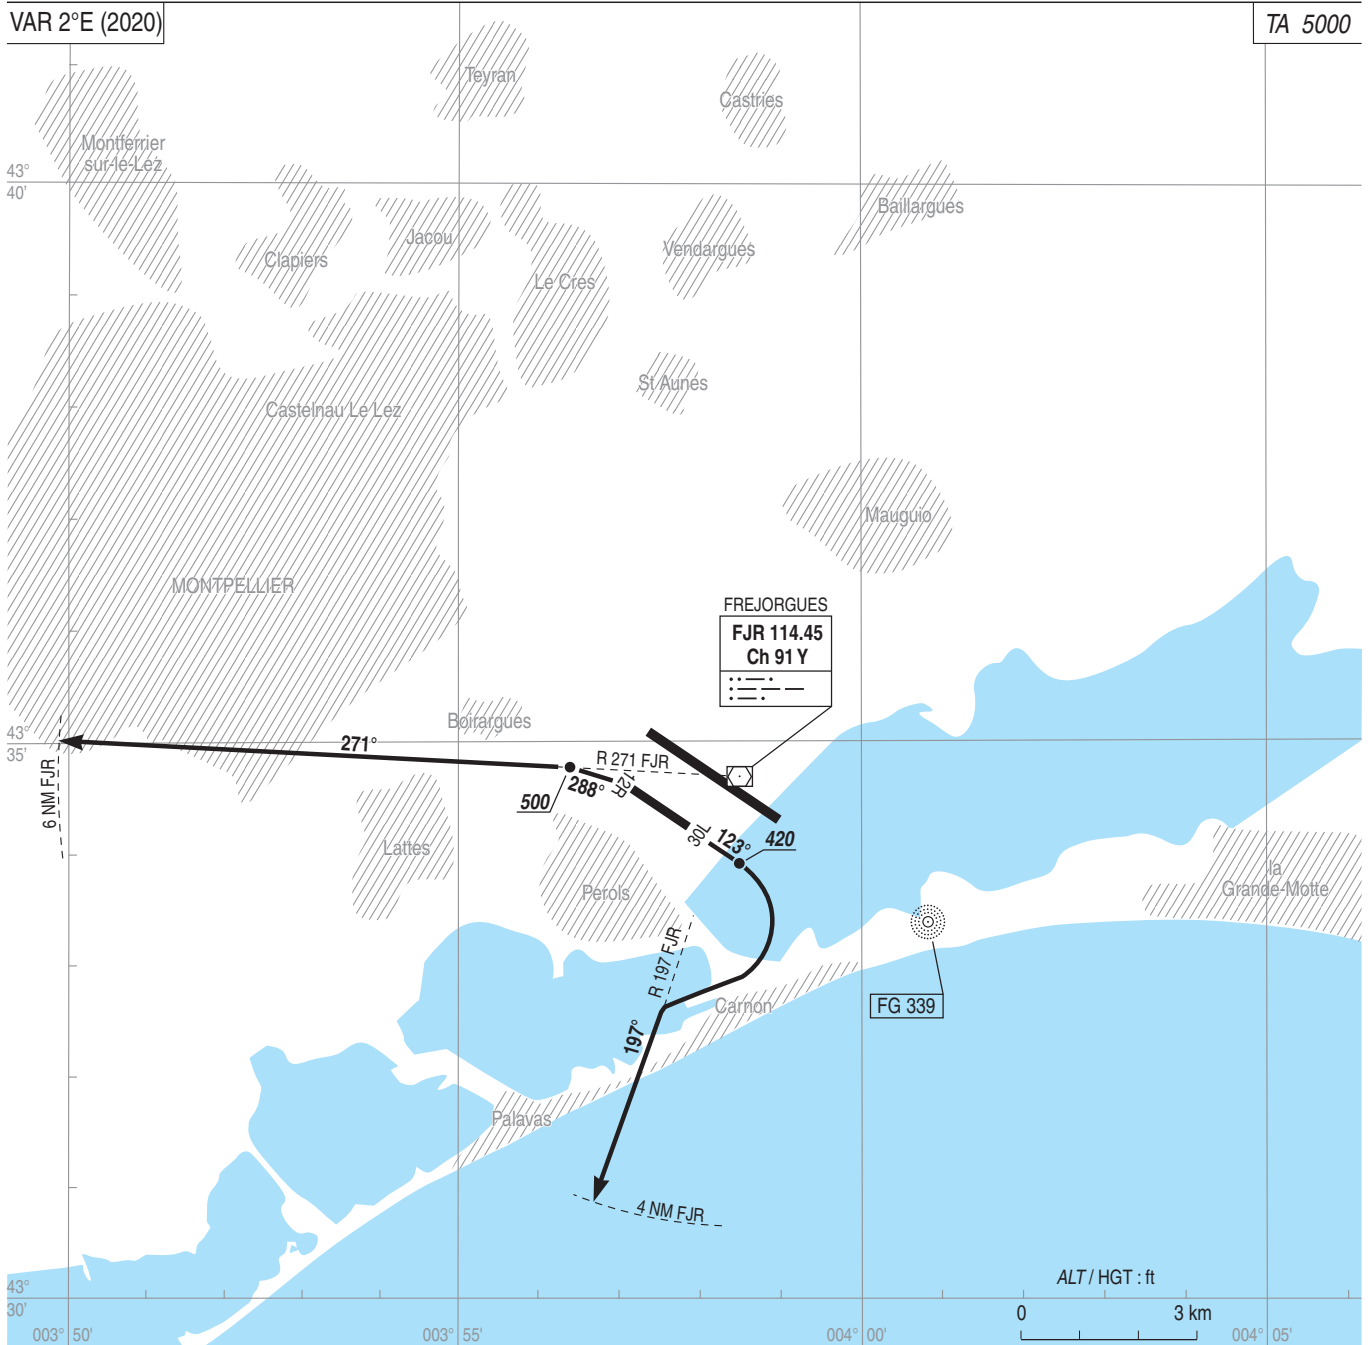 VAR 2°E (2020)
TA 5000
Teyran
Castries
Montferrier
sur-le-Lez
43°
40'
Baillargues
Jacou
Clapiers
Vendargues
Le Cres
St Aunes
Castelnau Le Lez
Mauguio
MONTPELLIER
FREJORGUES
FJR 114.45
Ch 91 Y
Boirargues
43°
35'
271°
R 271 FJR
6 NM FJR
500
288°
12R
30L
123°
420
Lattes
Perols
la
Grande-Motte
R 197 FJR
Carnon
FG 339
197°
Palavas
4 NM FJR
ALT / HGT : ft
43°
30'
0
3 km
003° 50'
003° 55'
004° 00'
004° 05'